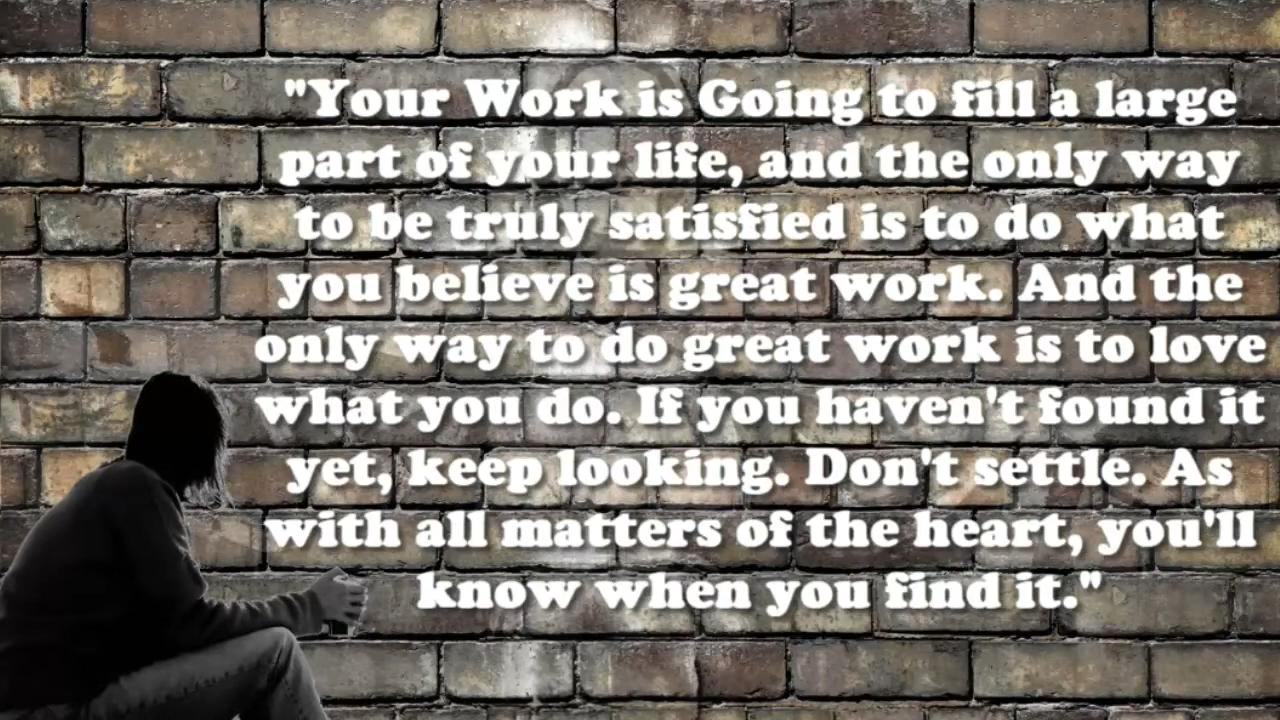 "Your Work is Going to fill a large
part of your life, and the only way
to be truly satisfied is to do what
you believe is great work. And the
only way to do great work is to love
what you do. If you haven't found it
yet, keep looking. Don't settle. As
with all matters of the heart, you'll
know when you find it."